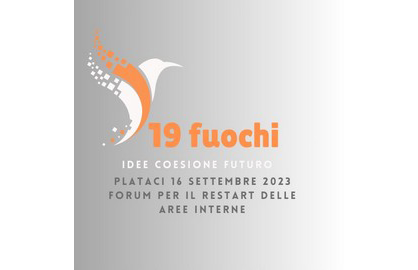 19 fuochi
IDEE COESIONE FUTURO
PLATACI 16 SETTEMBRE 2023
FORUM PER IL RESTART DELLE
AREE INTERNE